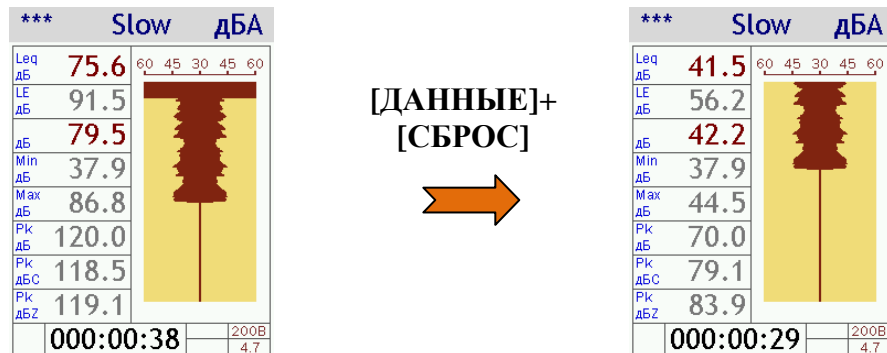 *** Slow дБА
Leq дБ 75.6
60 45 30 45 60
LE дБ 91.5
дБ 79.5
Min дБ 37.9
Max дБ 86.8
Pk дБ 120.0
Pk дБС 118.5
Pk дБZ 119.1
000:00:38
200В
4.7
[ДАННЫЕ]+
[СБРОС]
*** Slow дБА
Leq дБ 41.5
60 45 30 45 60
LE дБ 56.2
дБ 42.2
Min дБ 37.9
Max дБ 44.5
Pk дБ 70.0
Pk дБС 79.1
Pk дБZ 83.9
000:00:29
200В
4.7